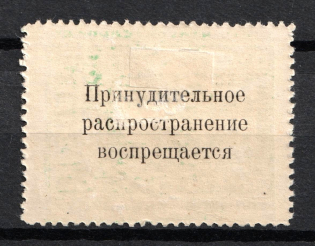 Принудительное
распространение
воспрещается